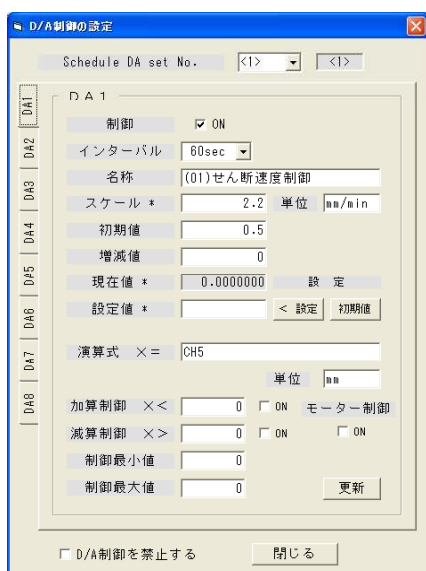 D/A制御の設定
Schedule DA set No. <1> <1>
DA1
DA2
DA3
DA4
DA5
DA6
DA7
DA8
DA1
制御 ON
インターバル 60sec
名称 (01)せん断速度制御
スケール * 2.2 単位 mm/min
初期値 0.5
増減値 0
現在値 * 0.0000000 設 定
設定値 * < 設定 初期値
演算式 X= CH5
単位 mm
加算制御 X< 0 ON モーター制御
減算制御 X> 0 ON ON
制御最小値 0
制御最大値 0 更新
D/A制御を禁止する 閉じる